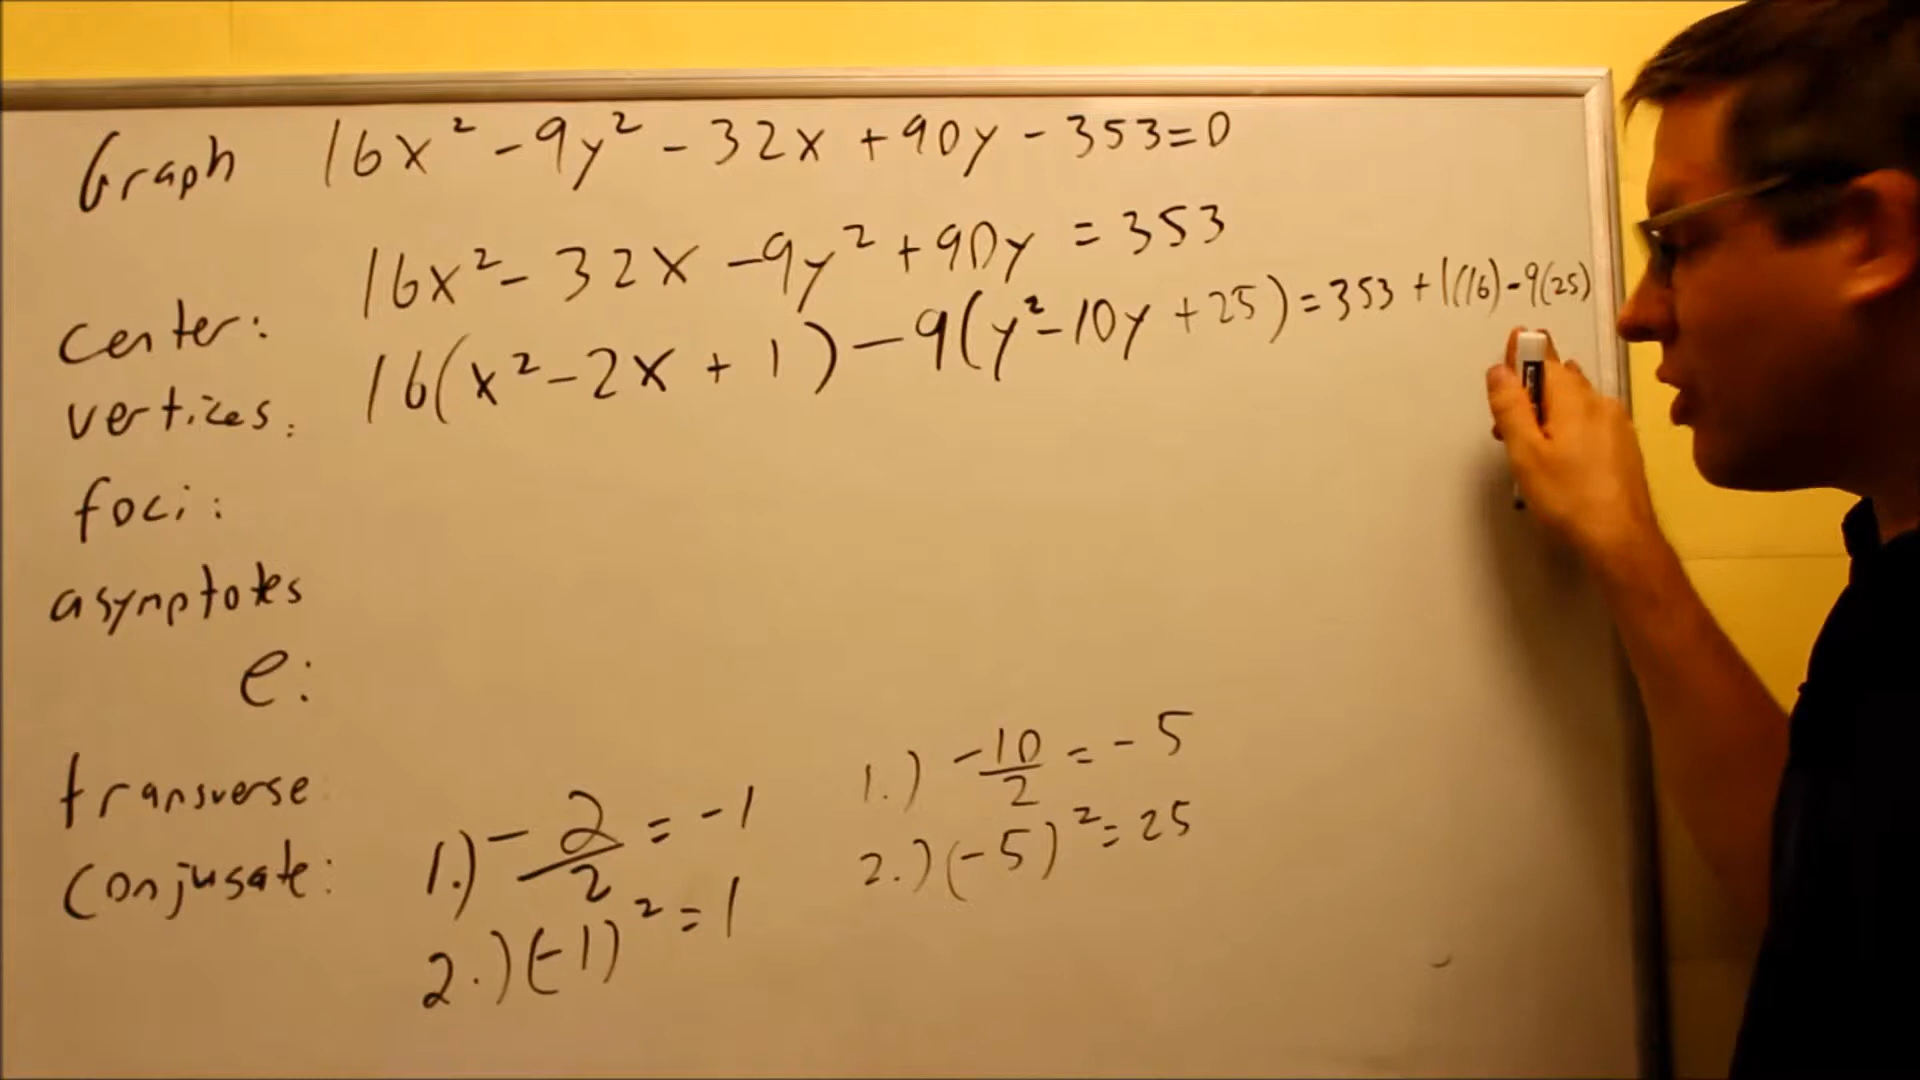 Graph 16x² - 9y² - 32x + 90y - 353 = 0
16x² - 32x - 9y² + 90y = 353
16(x² - 2x + 1) - 9(y² - 10y + 25) = 353 + 1(16) - 9(25)
center:
vertices:
foci:
asymptotes
e:
transverse
conjugate:
1.) -2/2 = -1
2.) (-1)² = 1
1.) -10/2 = -5
2.) (-5)² = 25